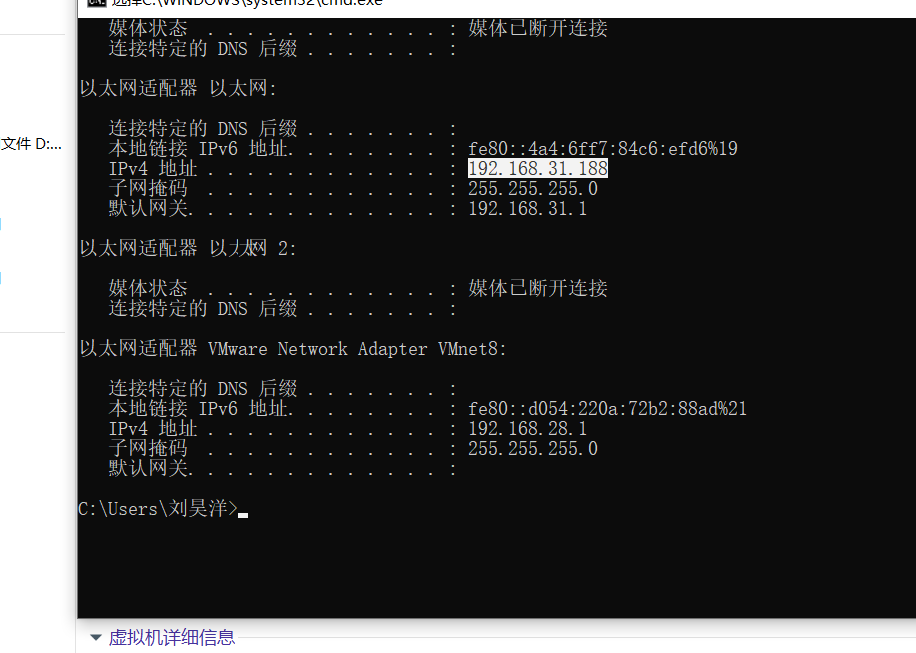 选择C:\WINDOWS\system32\cmd.exe
媒体状态 . . . . . . . . . . . . : 媒体已断开连接
连接特定的 DNS 后缀 . . . . . . . :
以太网适配器 以太网:
连接特定的 DNS 后缀 . . . . . . . :
文件 D:...
本地链接 IPv6 地址. . . . . . . . : fe80::4a4:6ff7:84c6:efd6%19
IPv4 地址 . . . . . . . . . . . . : 192.168.31.188
子网掩码 . . . . . . . . . . . . : 255.255.255.0
默认网关. . . . . . . . . . . . . : 192.168.31.1
以太网适配器 以太网 2:
媒体状态 . . . . . . . . . . . . : 媒体已断开连接
连接特定的 DNS 后缀 . . . . . . . :
以太网适配器 VMware Network Adapter VMnet8:
连接特定的 DNS 后缀 . . . . . . . :
本地链接 IPv6 地址. . . . . . . . : fe80::d054:220a:72b2:88ad%21
IPv4 地址 . . . . . . . . . . . . : 192.168.28.1
子网掩码 . . . . . . . . . . . . : 255.255.255.0
默认网关. . . . . . . . . . . . . :
C:\Users\刘昊洋>
虚拟机详细信息